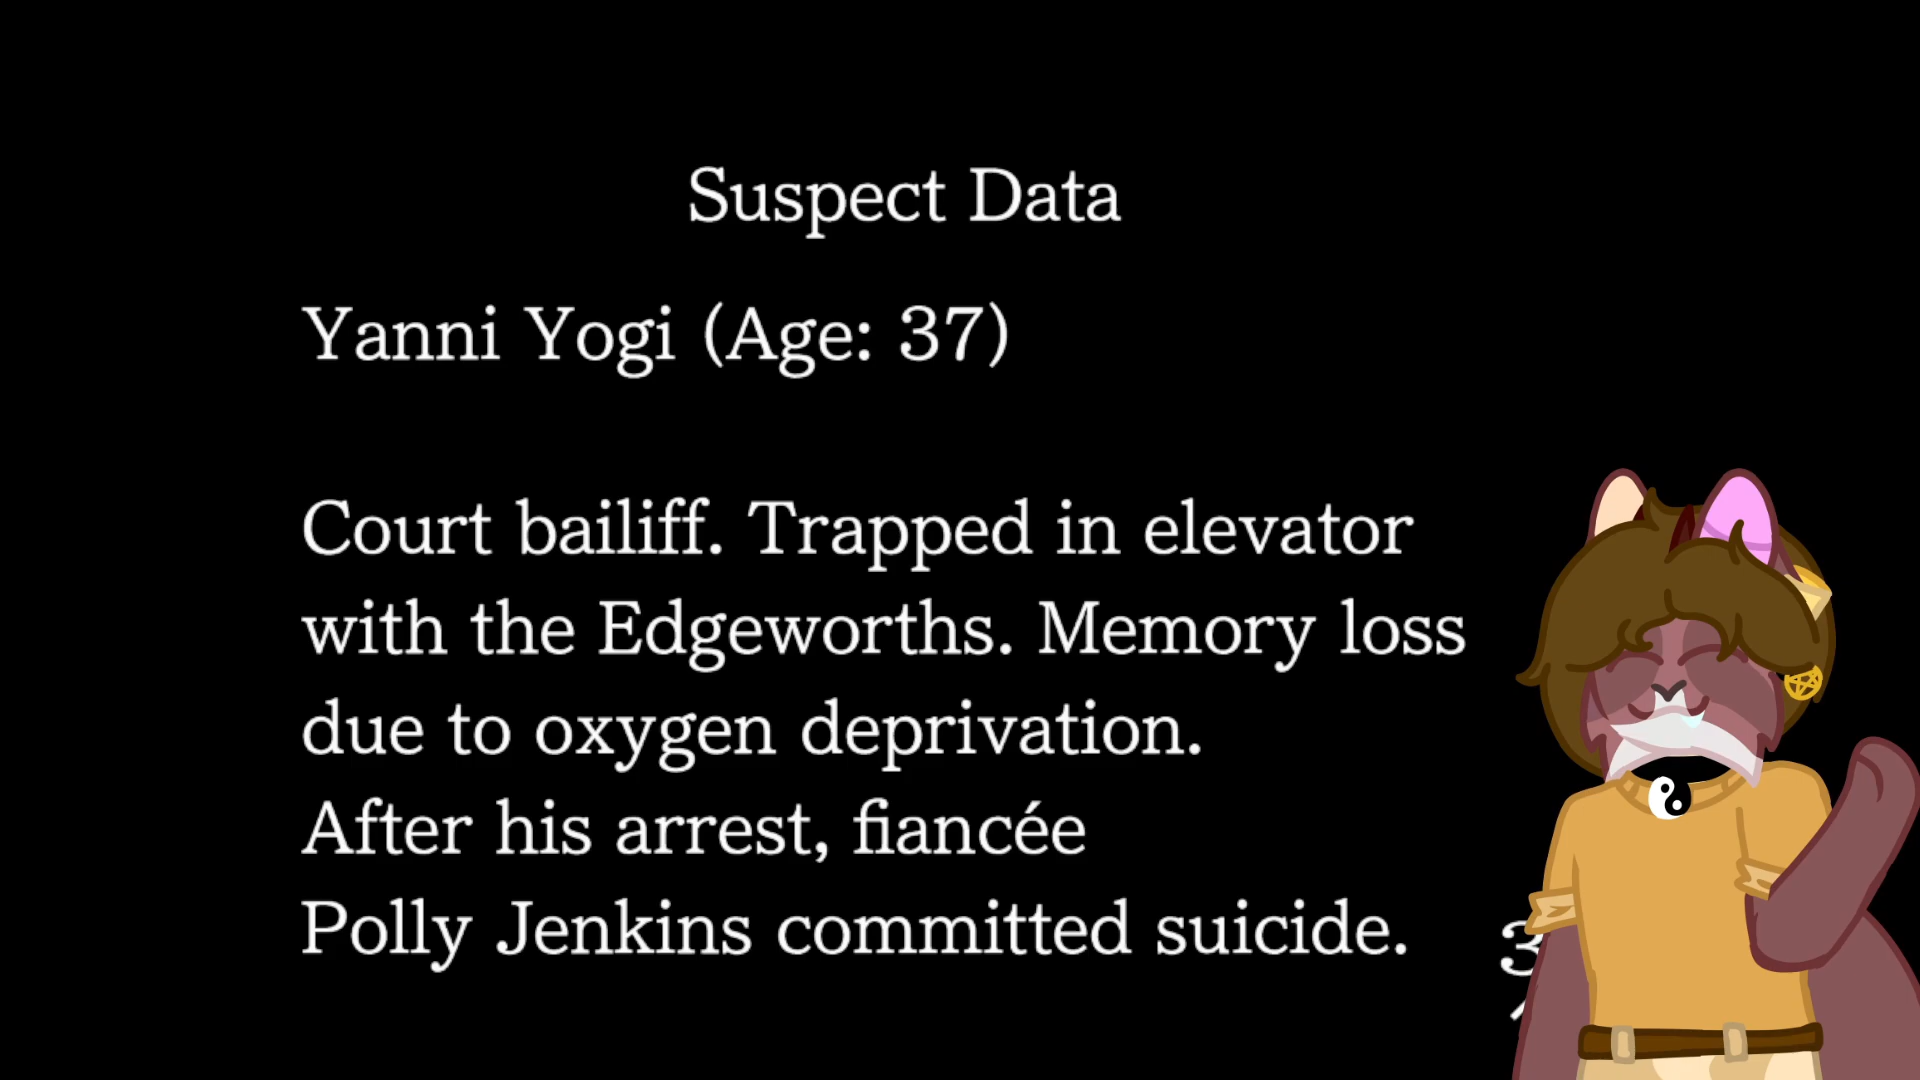 Suspect Data
Yanni Yogi (Age: 37)
Court bailiff. Trapped in elevator
with the Edgeworths. Memory loss
due to oxygen deprivation.
After his arrest, fiancée
Polly Jenkins committed suicide.
3